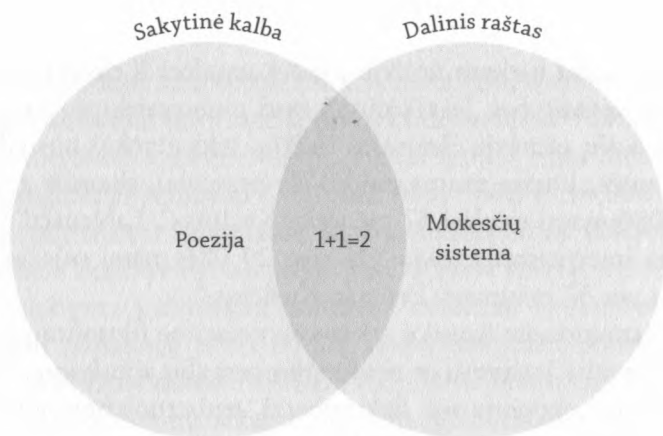 Sakytinė kalba
Dalinis raštas
Poezija
1+1=2
Mokesčių
sistema